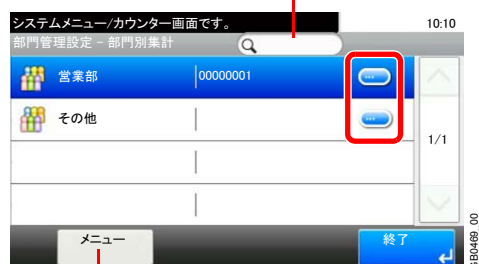 システムメニュー/カウンター画面です。
10:10
部門管理設定 - 部門別集計
営業部 00000001
その他
1/1
メニュー
終了
GB0469_00